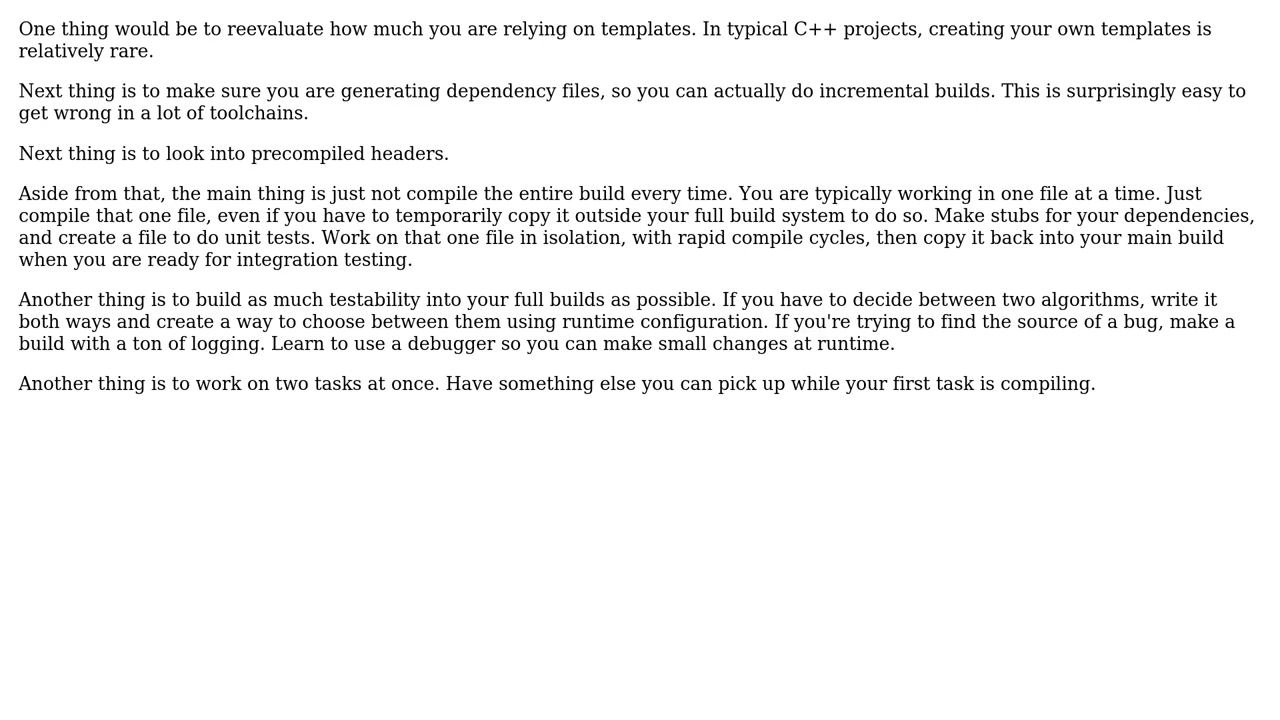 One thing would be to reevaluate how much you are relying on templates. In typical C++ projects, creating your own templates is
relatively rare.
Next thing is to make sure you are generating dependency files, so you can actually do incremental builds. This is surprisingly easy to
get wrong in a lot of toolchains.
Next thing is to look into precompiled headers.
Aside from that, the main thing is just not compile the entire build every time. You are typically working in one file at a time. Just
compile that one file, even if you have to temporarily copy it outside your full build system to do so. Make stubs for your dependencies,
and create a file to do unit tests. Work on that one file in isolation, with rapid compile cycles, then copy it back into your main build
when you are ready for integration testing.
Another thing is to build as much testability into your full builds as possible. If you have to decide between two algorithms, write it
both ways and create a way to choose between them using runtime configuration. If you're trying to find the source of a bug, make a
build with a ton of logging. Learn to use a debugger so you can make small changes at runtime.
Another thing is to work on two tasks at once. Have something else you can pick up while your first task is compiling.